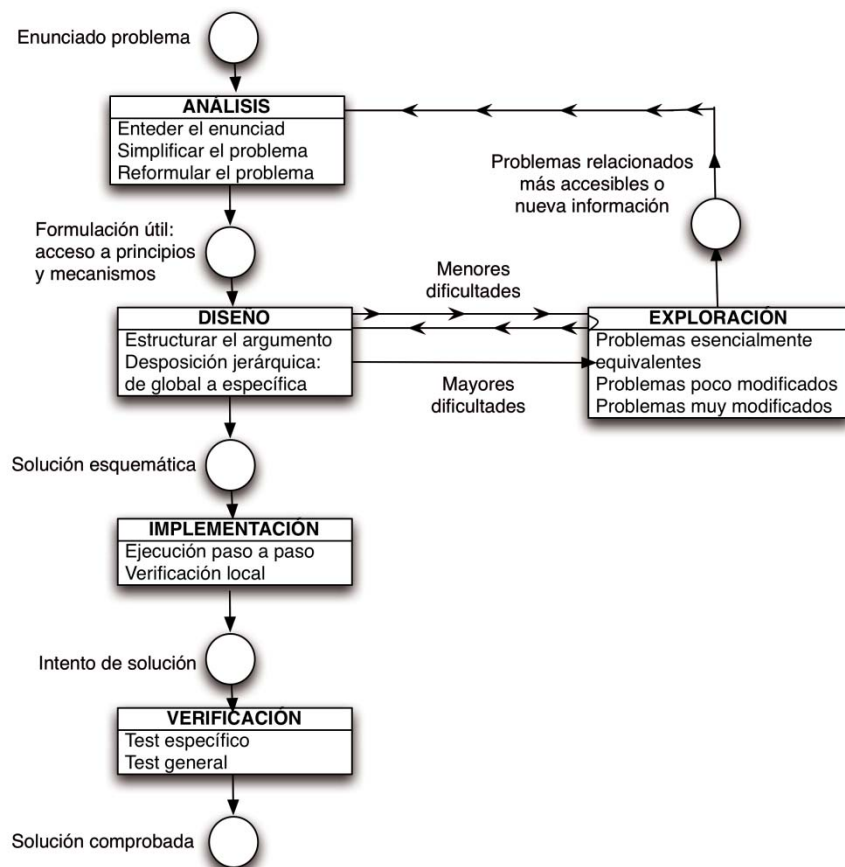 Enunciado problema
ANÁLISIS
Enteder el enunciad
Simplificar el problema
Reformular el problema
Problemas relacionados
más accesibles o
nueva información
Formulación útil:
acceso a principios
y mecanismos
Menores
dificultades
DISEÑO
Estructurar el argumento
Desposición jerárquica:
de global a específica
EXPLORACIÓN
Problemas esencialmente
equivalentes
Problemas poco modificados
Problemas muy modificados
Mayores
dificultades
Solución esquemática
IMPLEMENTACIÓN
Ejecución paso a paso
Verificación local
Intento de solución
VERIFICACIÓN
Test específico
Test general
Solución comprobada